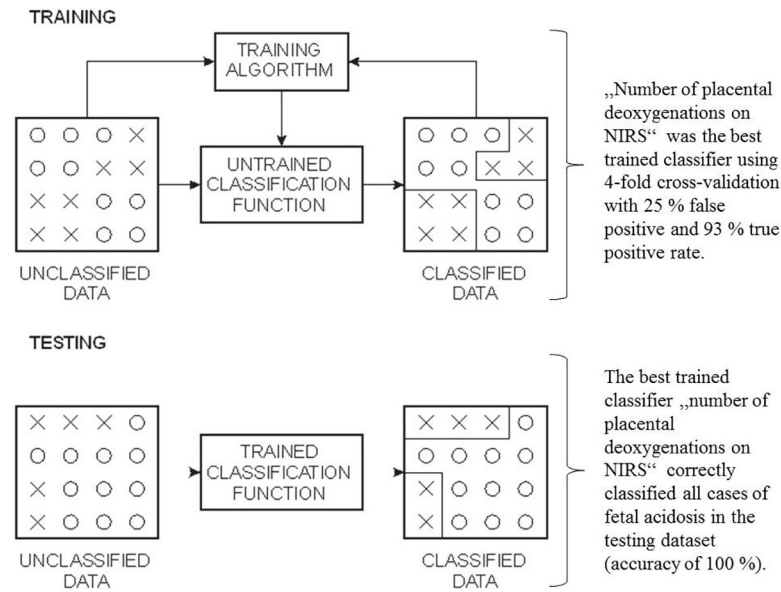 TRAINING
TRAINING
ALGORITHM
UNTRAINED
CLASSIFICATION
FUNCTION
UNCLASSIFIED
DATA
CLASSIFIED
DATA
„Number of placental
deoxygenations on
NIRS“ was the best
trained classifier using
4-fold cross-validation
with 25 % false
positive and 93 % true
positive rate.
TESTING
TRAINED
CLASSIFICATION
FUNCTION
UNCLASSIFIED
DATA
CLASSIFIED
DATA
The best trained
classifier „number of
placental
deoxygenations on
NIRS“ correctly
classified all cases of
fetal acidosis in the
testing dataset
(accuracy of 100 %).